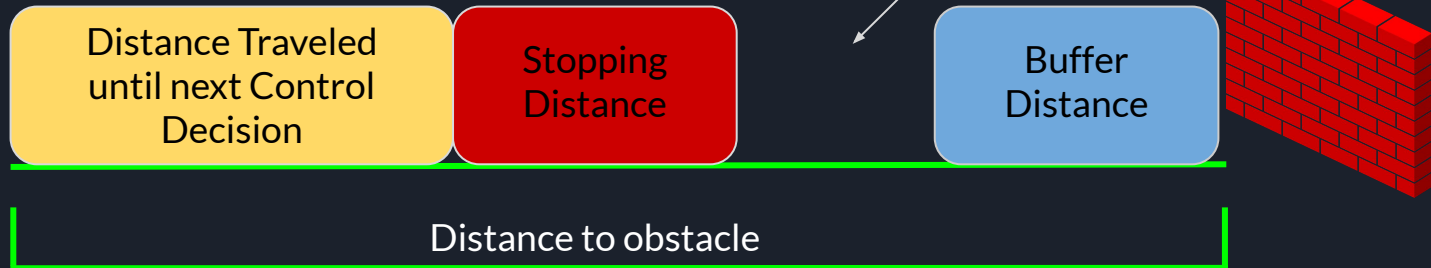 Distance Traveled
until next Control
Decision
Stopping
Distance
Buffer
Distance
Distance to obstacle